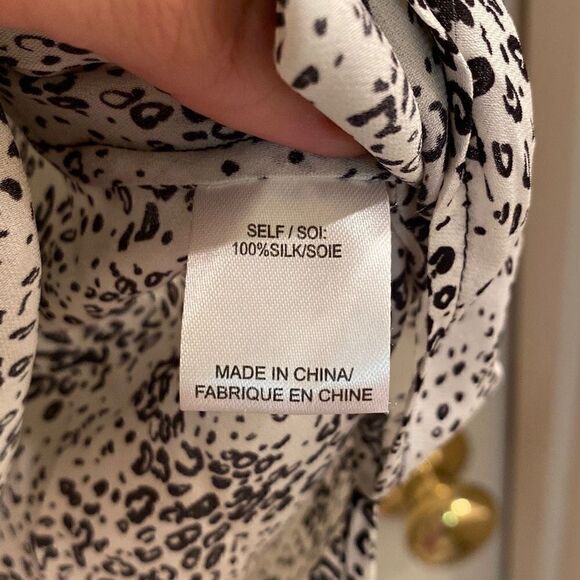 SELF / SOI:
100%SILK/SOIE
MADE IN CHINA/
FABRIQUE EN CHINE